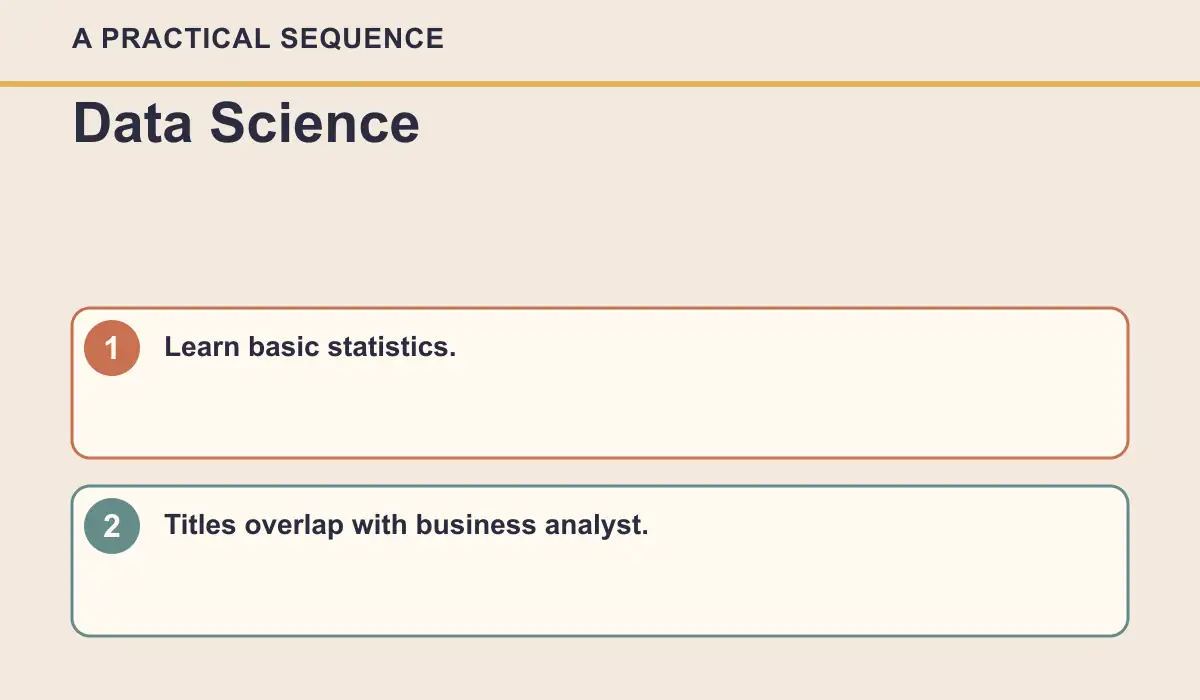 A PRACTICAL SEQUENCE
Data Science
1 Learn basic statistics.
2 Titles overlap with business analyst.